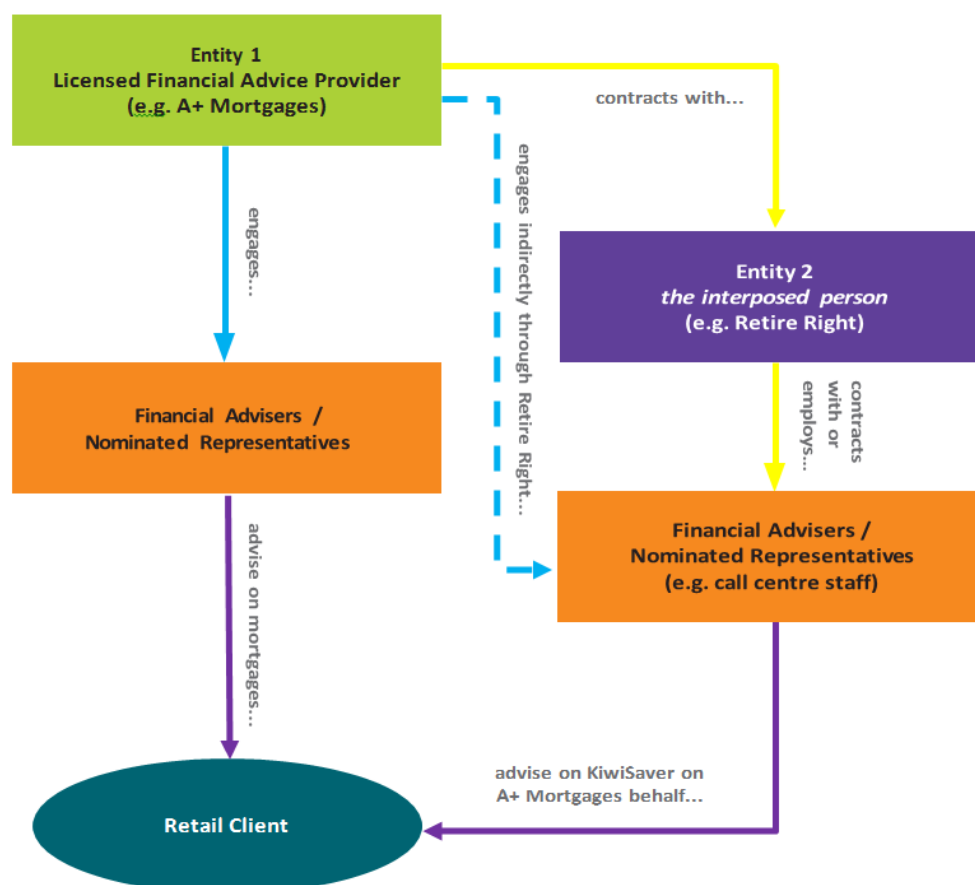 Entity 1
Licensed Financial Advice Provider
(e.g. A+ Mortgages)
contracts with...
engages...
engages indirectly through Retire Right...
Entity 2
the interposed person
(e.g. Retire Right)
Financial Advisers /
Nominated Representatives
contracts
with or
employs...
Financial Advisers /
Nominated Representatives
(e.g. call centre staff)
advise on mortgages...
advise on KiwiSaver on
A+ Mortgages behalf...
Retail Client